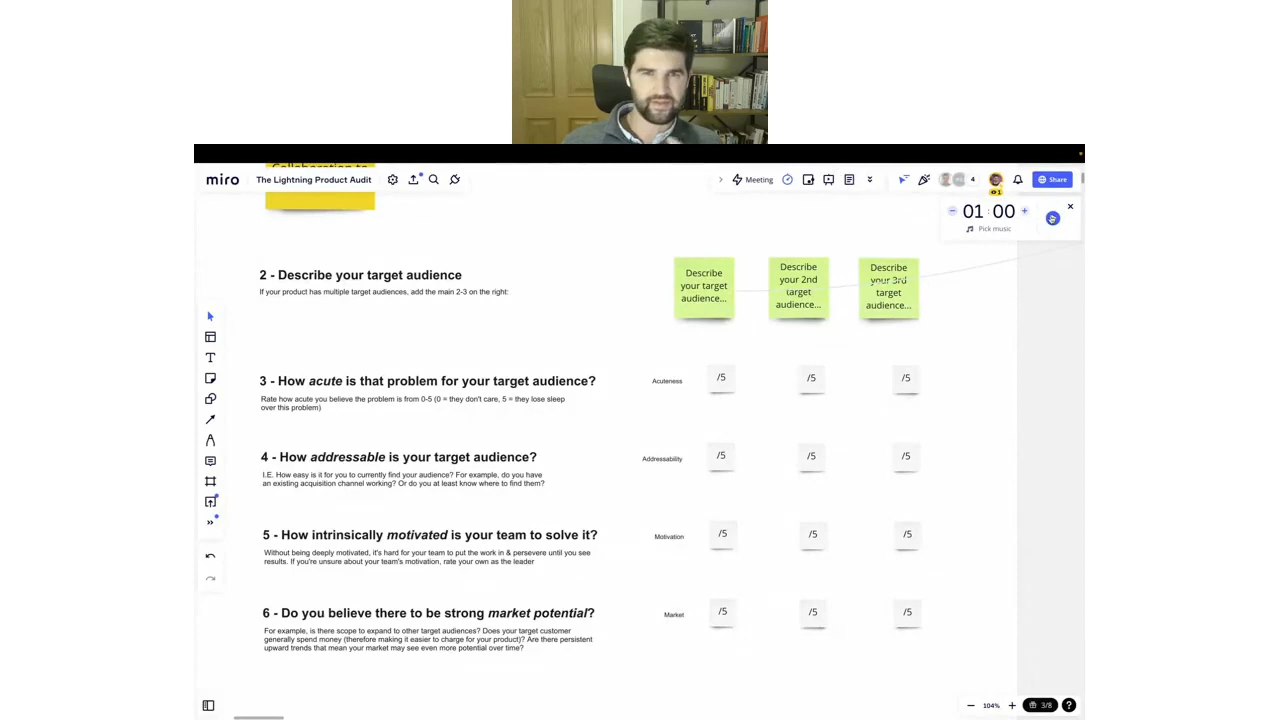 Collaboration to
miro
The Lightning Product Audit
Meeting
4
1
Share
01 : 00
Pick music
2 - Describe your target audience
If your product has multiple target audiences, add the main 2-3 on the right:
Describe
your target
audience...
Describe
your 2nd
target
audience...
Describe
your 3rd
target
audience...
3 - How acute is that problem for your target audience?
Rate how acute you believe the problem is from 0-5 (0 = they don't care, 5 = they lose sleep
over this problem)
Acuteness
/5
/5
/5
4 - How addressable is your target audience?
I.E. How easy is it for you to currently find your audience? For example, do you have
an existing acquisition channel working? Or do you at least know where to find them?
Addressability
/5
/5
/5
5 - How intrinsically motivated is your team to solve it?
Without being deeply motivated, it's hard for your team to put the work in & persevere until you see
results. If you're unsure about your team's motivation, rate your own as the leader
Motivation
/5
/5
/5
6 - Do you believe there to be strong market potential?
For example, is there scope to expand to other target audiences? Does your target customer
generally spend money (therefore making it easier to charge for your product)? Are there persistent
upward trends that mean your market may see even more potential over time?
Market
/5
/5
/5
104%
3/8
?